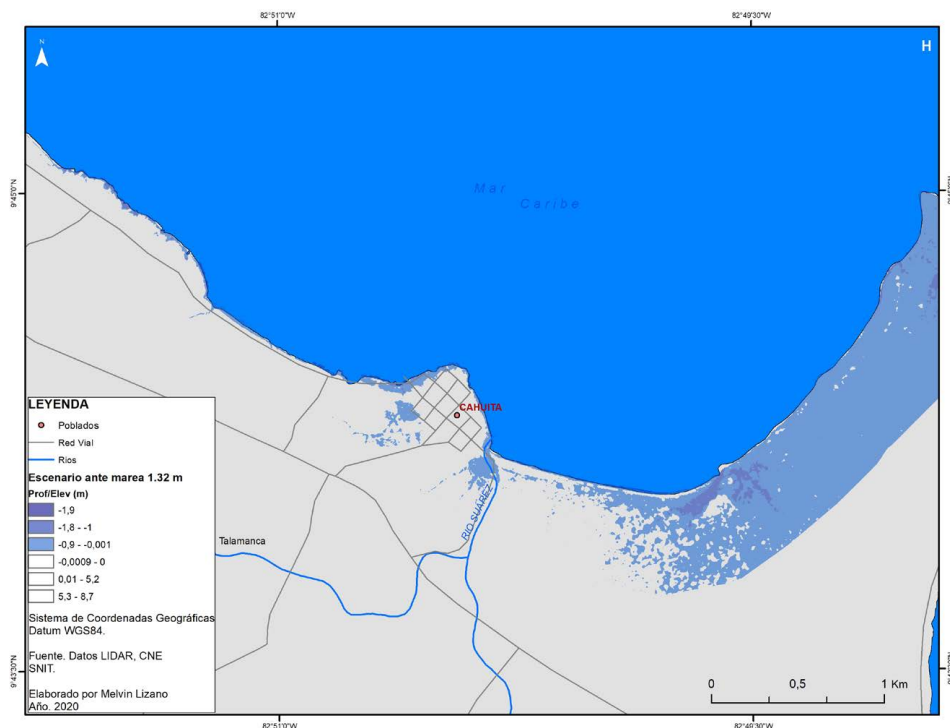 82°51'0"W
82°49'30"W
N
H
9°45'0"N
Mar
Caribe
CAHUITA
RIO SUÁREZ
Talamanca
LEYENDA
Poblados
Red Vial
Rios
Escenario ante marea 1.32 m
Prof/Elev (m)
-1,9
-1,8 - -1
-0,9 - -0,001
-0,0009 - 0
0,01 - 5,2
5,3 - 8,7
Sistema de Coordenadas Geográficas
Datum WGS84.
Fuente. Datos LIDAR, CNE
SNIT.
Elaborado por Melvin Lizano
Año. 2020
0
0,5
1 Km
9°43'30"N
82°51'0"W
82°49'30"W